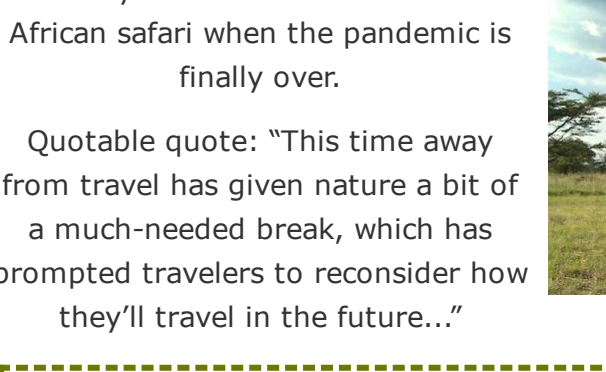 African safari when the pandemic is
finally over.
Quotable quote: “This time away
from travel has given nature a bit of
a much-needed break, which has
prompted travelers to reconsider how
they’ll travel in the future...”